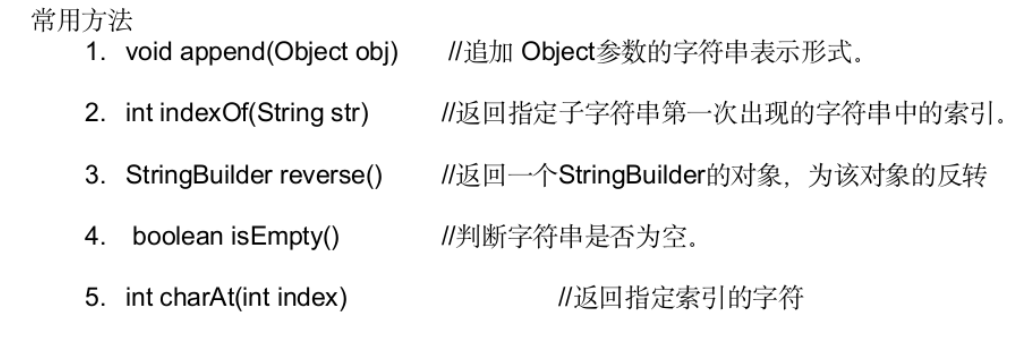 常用方法
1. void append(Object obj) //追加 Object参数的字符串表示形式。
2. int indexOf(String str) //返回指定子字符串第一次出现的字符串中的索引。
3. StringBuilder reverse() //返回一个StringBuilder的对象，为该对象的反转
4. boolean isEmpty() //判断字符串是否为空。
5. int charAt(int index) //返回指定索引的字符